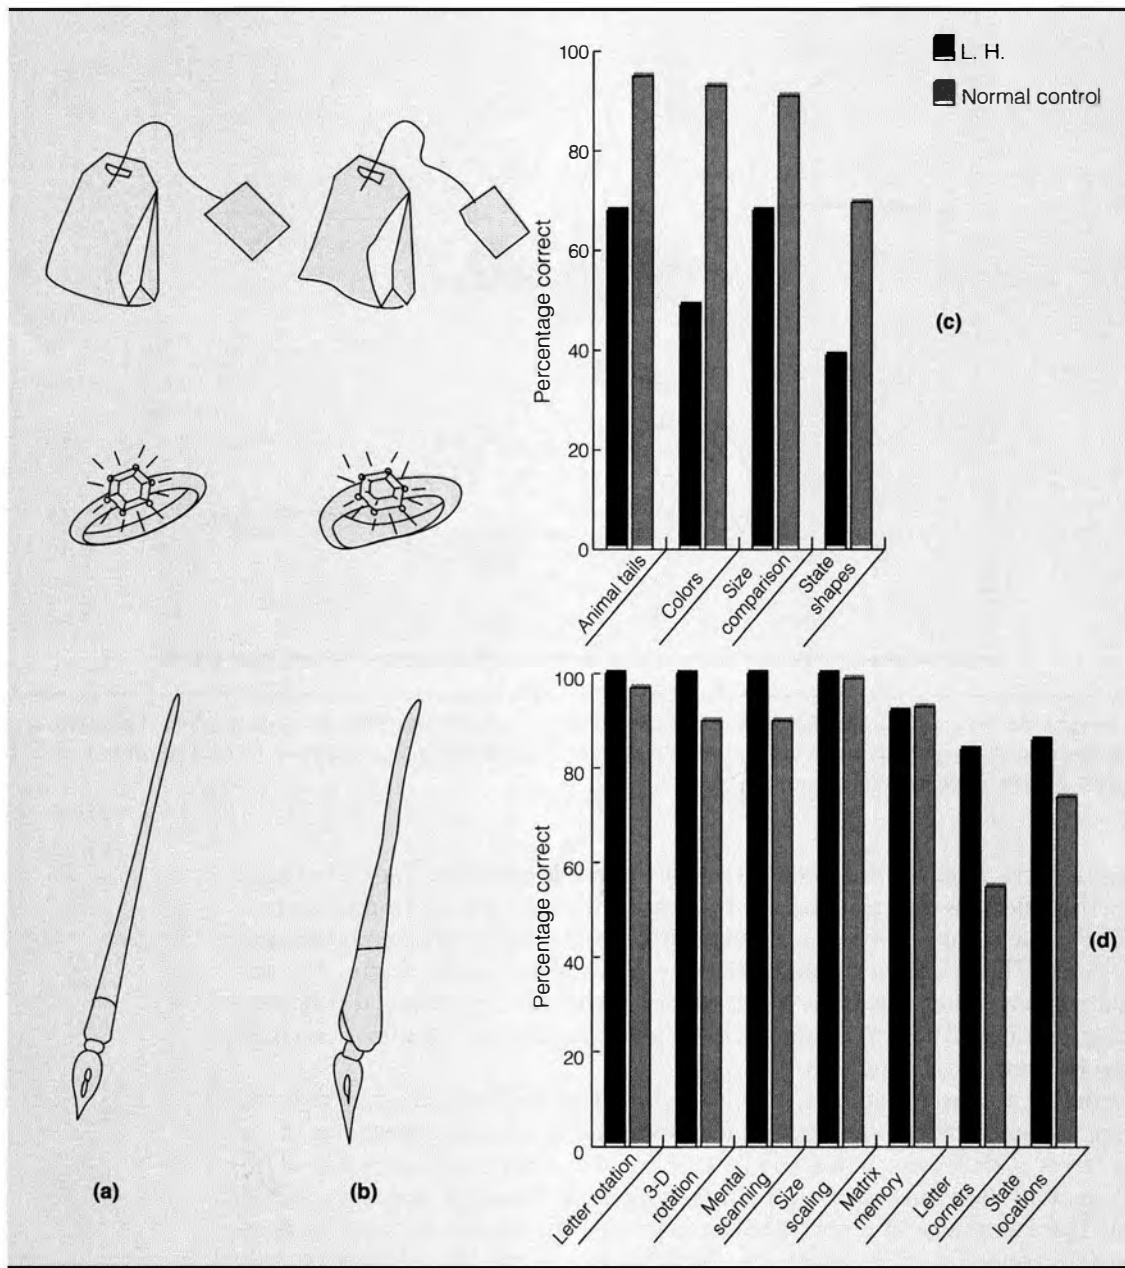 L. H.
Normal control
100
80
60
40
20
0
Percentage correct
Animal tails
Colors
Size
comparison
State
shapes
(c)
100
80
60
40
20
0
Percentage correct
Letter rotation
3-D
rotation
Mental
scanning
Size
scaling
Matrix
memory
Letter
corners
State
locations
(d)
(a)
(b)